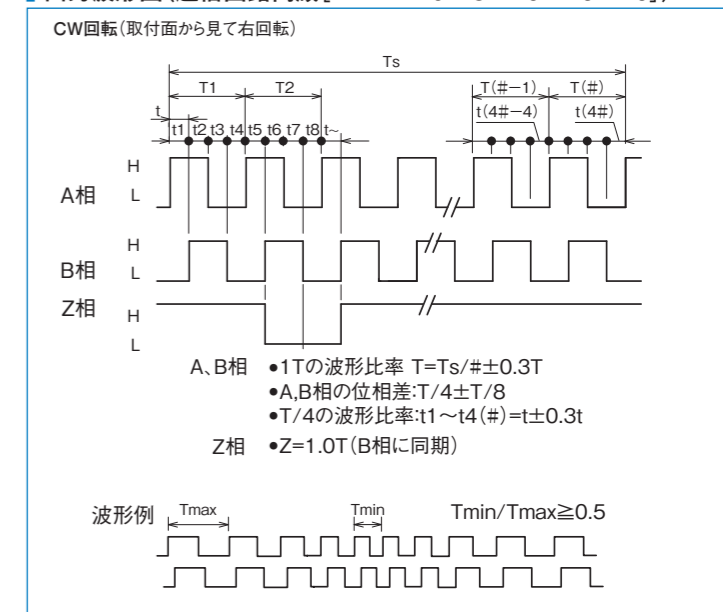 CW回転(取付面から見て右回転)
Ts
T1 T2 T(#−1) T(#)
t t(4#−4) t(4#)
t1 t2 t3 t4 t5 t6 t7 t8 t~
H
A相 L
H
B相 L
Z相 H
L
A、B相 ●1Tの波形比率 T=Ts/#±0.3T
●A,B相の位相差:T/4±T/8
●T/4の波形比率:t1～t4(#)=t±0.3t
Z相 ●Z=1.0T(B相に同期)
波形例 Tmax Tmin Tmin/Tmax≧0.5